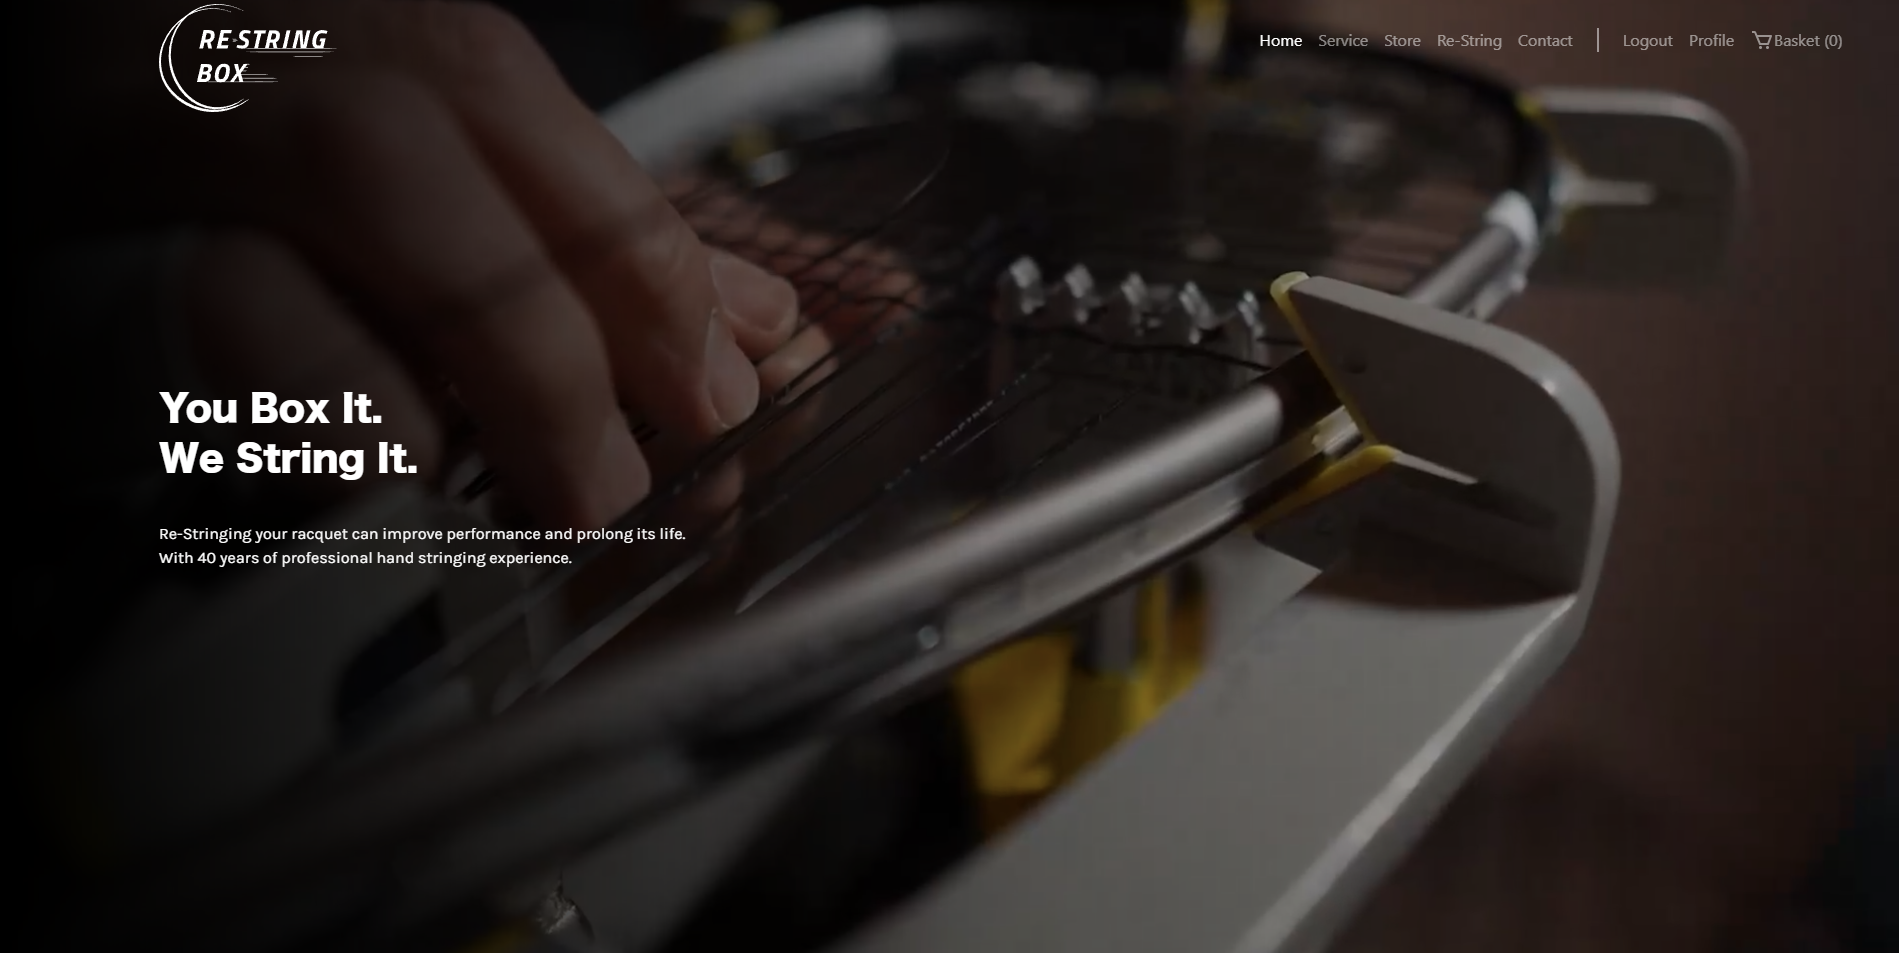 RE-STRING
BOX
Home Service Store Re-String Contact Logout Profile Basket (0)
You Box It.
We String It.
Re-Stringing your racquet can improve performance and prolong its life.
With 40 years of professional hand stringing experience.